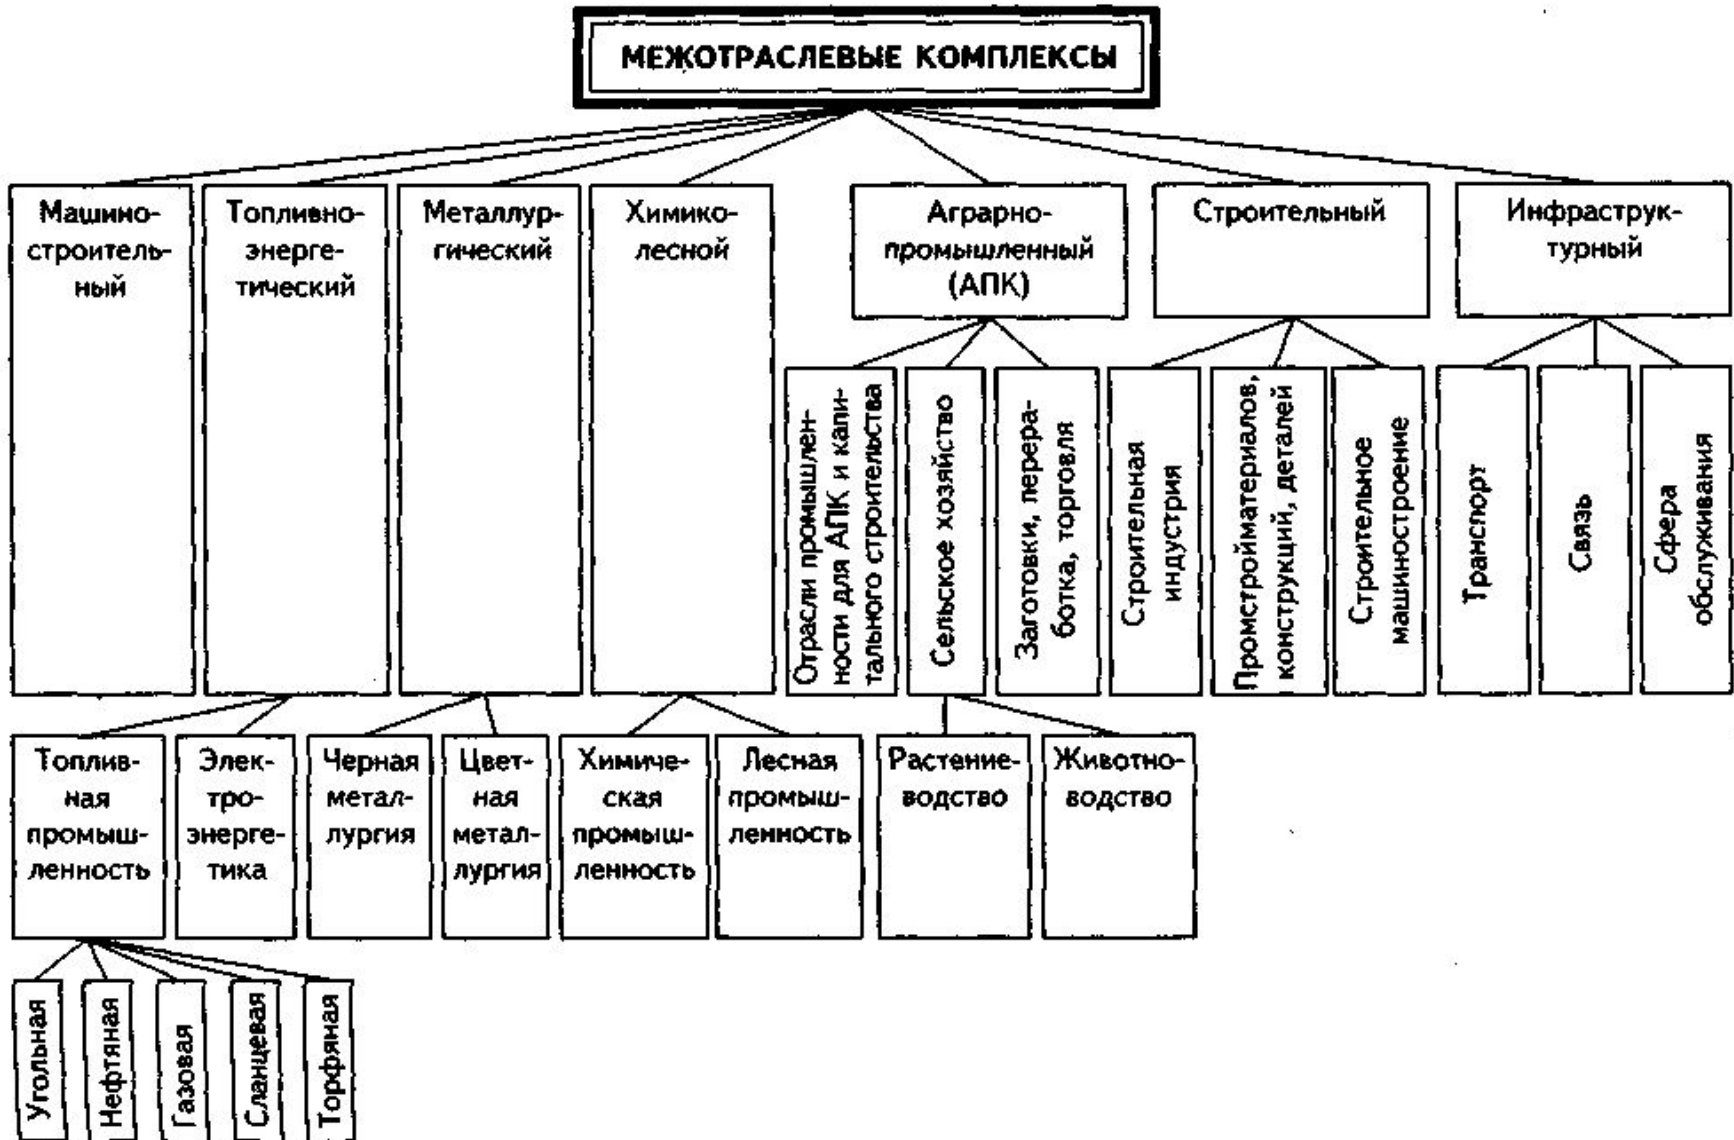 МЕЖОТРАСЛЕВЫЕ КОМПЛЕКСЫ
Машино-
строитель-
ный
Топливно-
энерге-
тический
Металлур-
гический
Химико-
лесной
Аграрно-
промышленный
(АПК)
Строительный
Инфраструк-
турный
Отрасли промышлен-
ности для АПК и капи-
тального строительства
Сельское хозяйство
Заготовки, перера-
ботка, торговля
Строительная
индустрия
Промстройматериалов,
конструкций, деталей
Строительное
машиностроение
Транспорт
Связь
Сфера
обслуживания
Топлив-
ная
промыш-
ленность
Элек-
тро-
энерге-
тика
Черная
метал-
лургия
Цвет-
ная
метал-
лургия
Химиче-
ская
промыш-
ленность
Лесная
промыш-
ленность
Растение-
водство
Животно-
водство
Угольная
Нефтяная
Газовая
Сланцевая
Торфяная